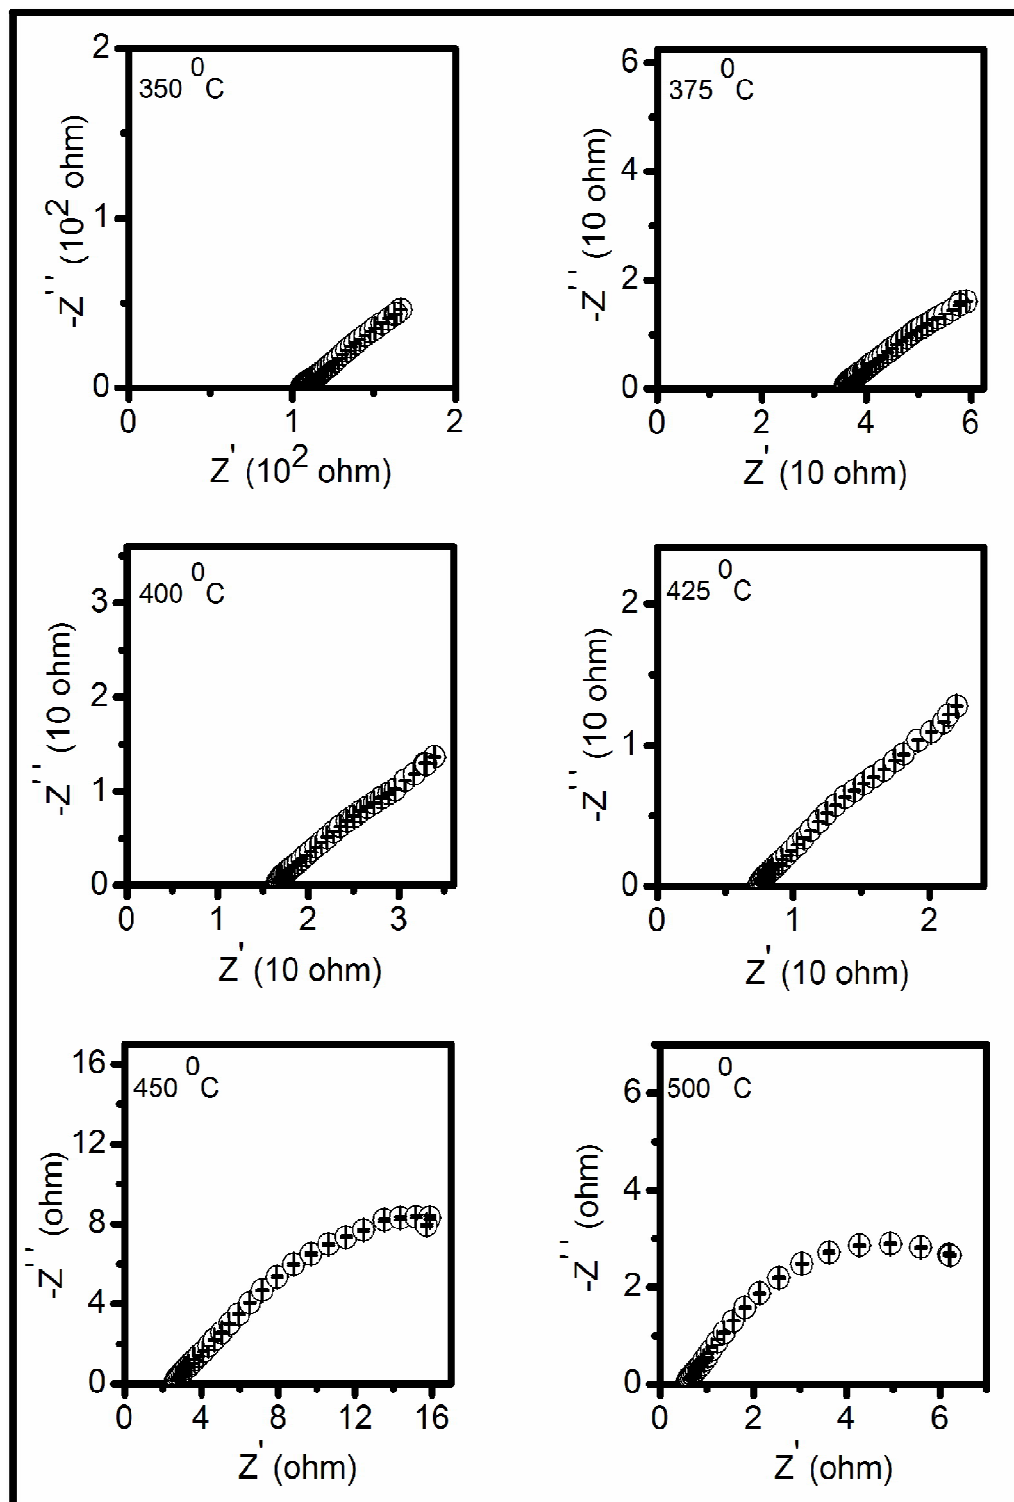 2
350 ⁰C
1
0
-Z'' (10² ohm)
0 1 2
Z' (10² ohm)
6
375 ⁰C
4
2
0
-Z'' (10 ohm)
0 2 4 6
Z' (10 ohm)
400 ⁰C
3
2
1
0
-Z'' (10 ohm)
0 1 2 3
Z' (10 ohm)
425 ⁰C
2
1
0
-Z'' (10 ohm)
0 1 2
Z' (10 ohm)
16
450 ⁰C
12
8
4
0
-Z'' (ohm)
0 4 8 12 16
Z' (ohm)
500 ⁰C
6
4
2
0
-Z'' (ohm)
0 2 4 6
Z' (ohm)